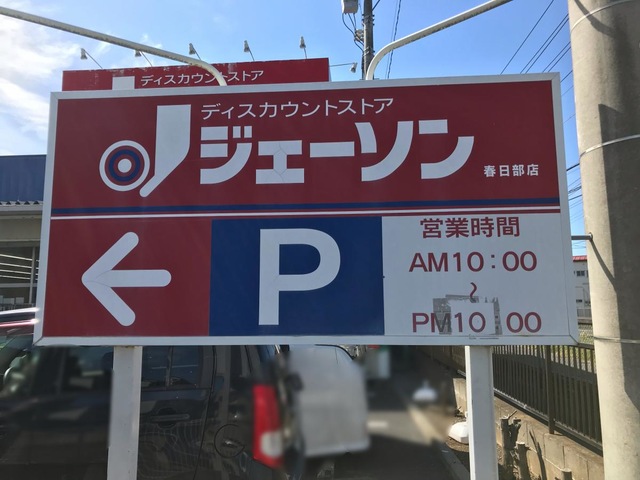 ディスカウントストア
ディスカウントストア
ジェーソン
春日部店
P
営業時間
AM10:00
〜
PM10:00